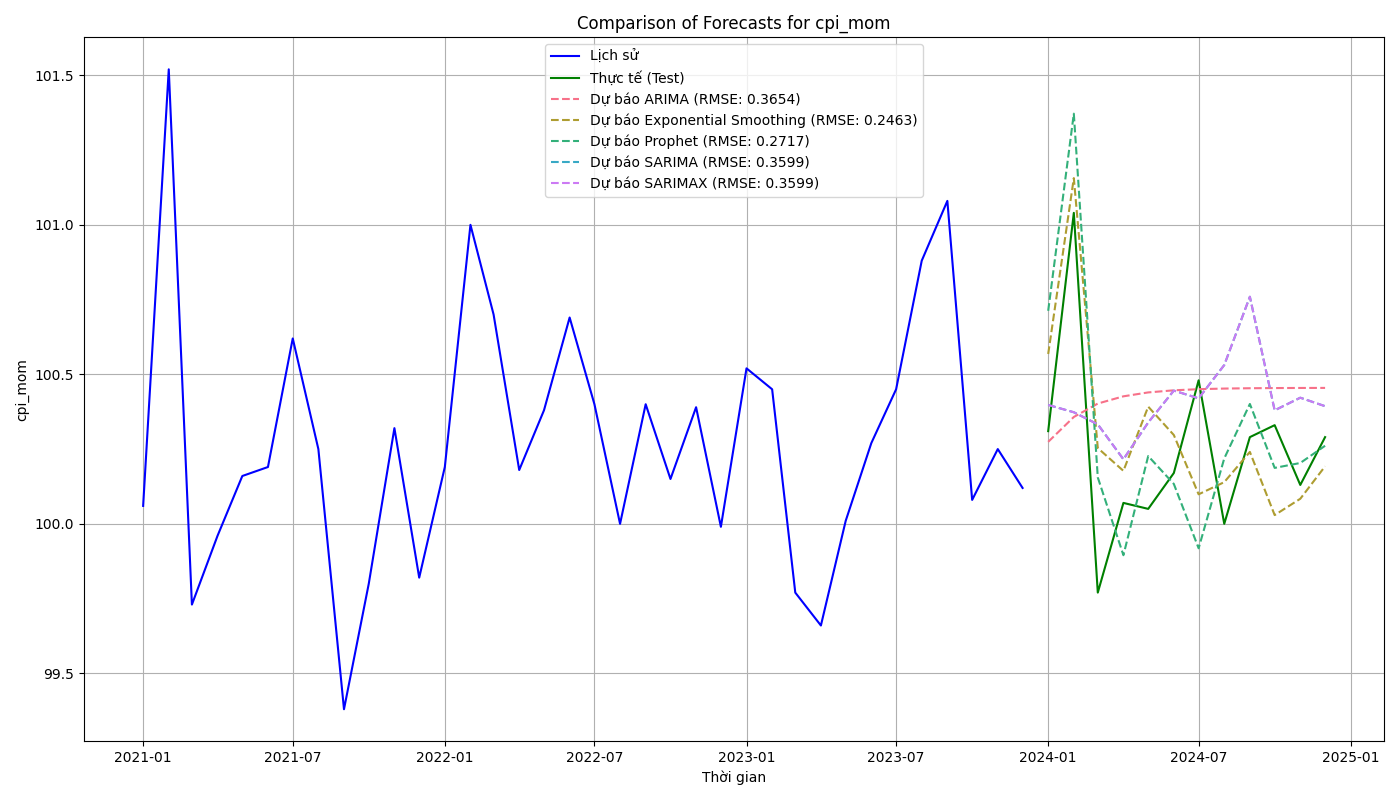 Comparison of Forecasts for cpi_mom
Lịch sử
Thực tế (Test)
Dự báo ARIMA (RMSE: 0.3654)
Dự báo Exponential Smoothing (RMSE: 0.2463)
Dự báo Prophet (RMSE: 0.2717)
Dự báo SARIMA (RMSE: 0.3599)
Dự báo SARIMAX (RMSE: 0.3599)
cpi_mom
101.5
101.0
100.5
100.0
99.5
2021-01
2021-07
2022-01
2022-07
2023-01
2023-07
2024-01
2024-07
2025-01
Thời gian